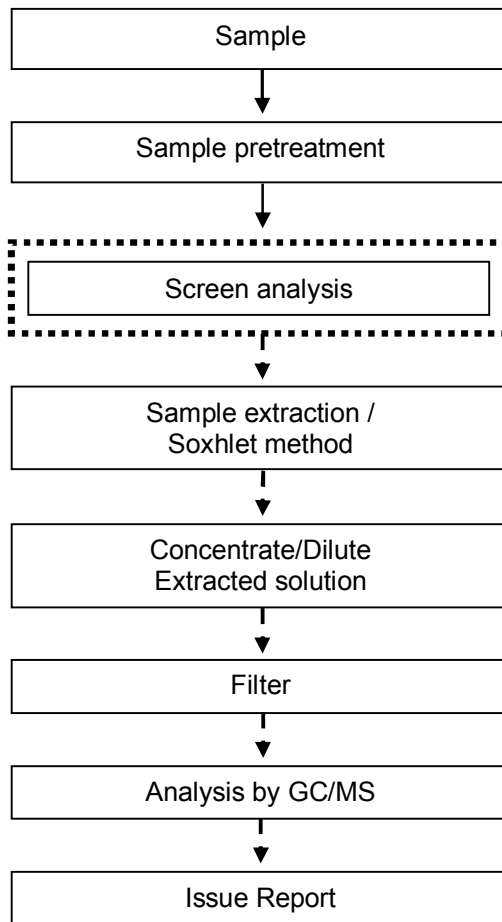 Sample
Sample pretreatment
Screen analysis
Sample extraction /
Soxhlet method
Concentrate/Dilute
Extracted solution
Filter
Analysis by GC/MS
Issue Report